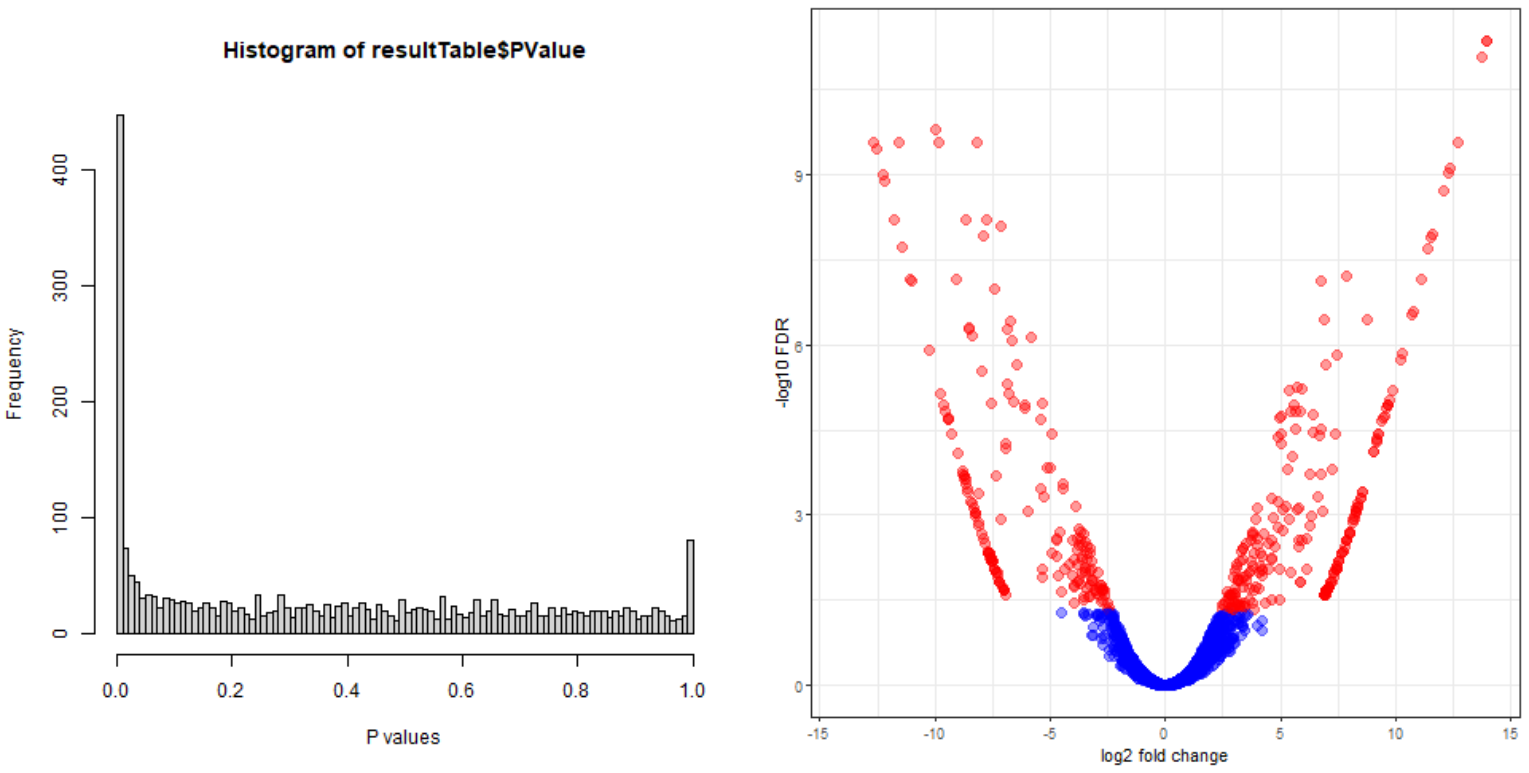 Histogram of resultTable$PValue
Frequency
0
100
200
300
400
0.0 0.2 0.4 0.6 0.8 1.0
P values
-log10 FDR
9
6
3
0
-15 -10 -5 0 5 10 15
log2 fold change